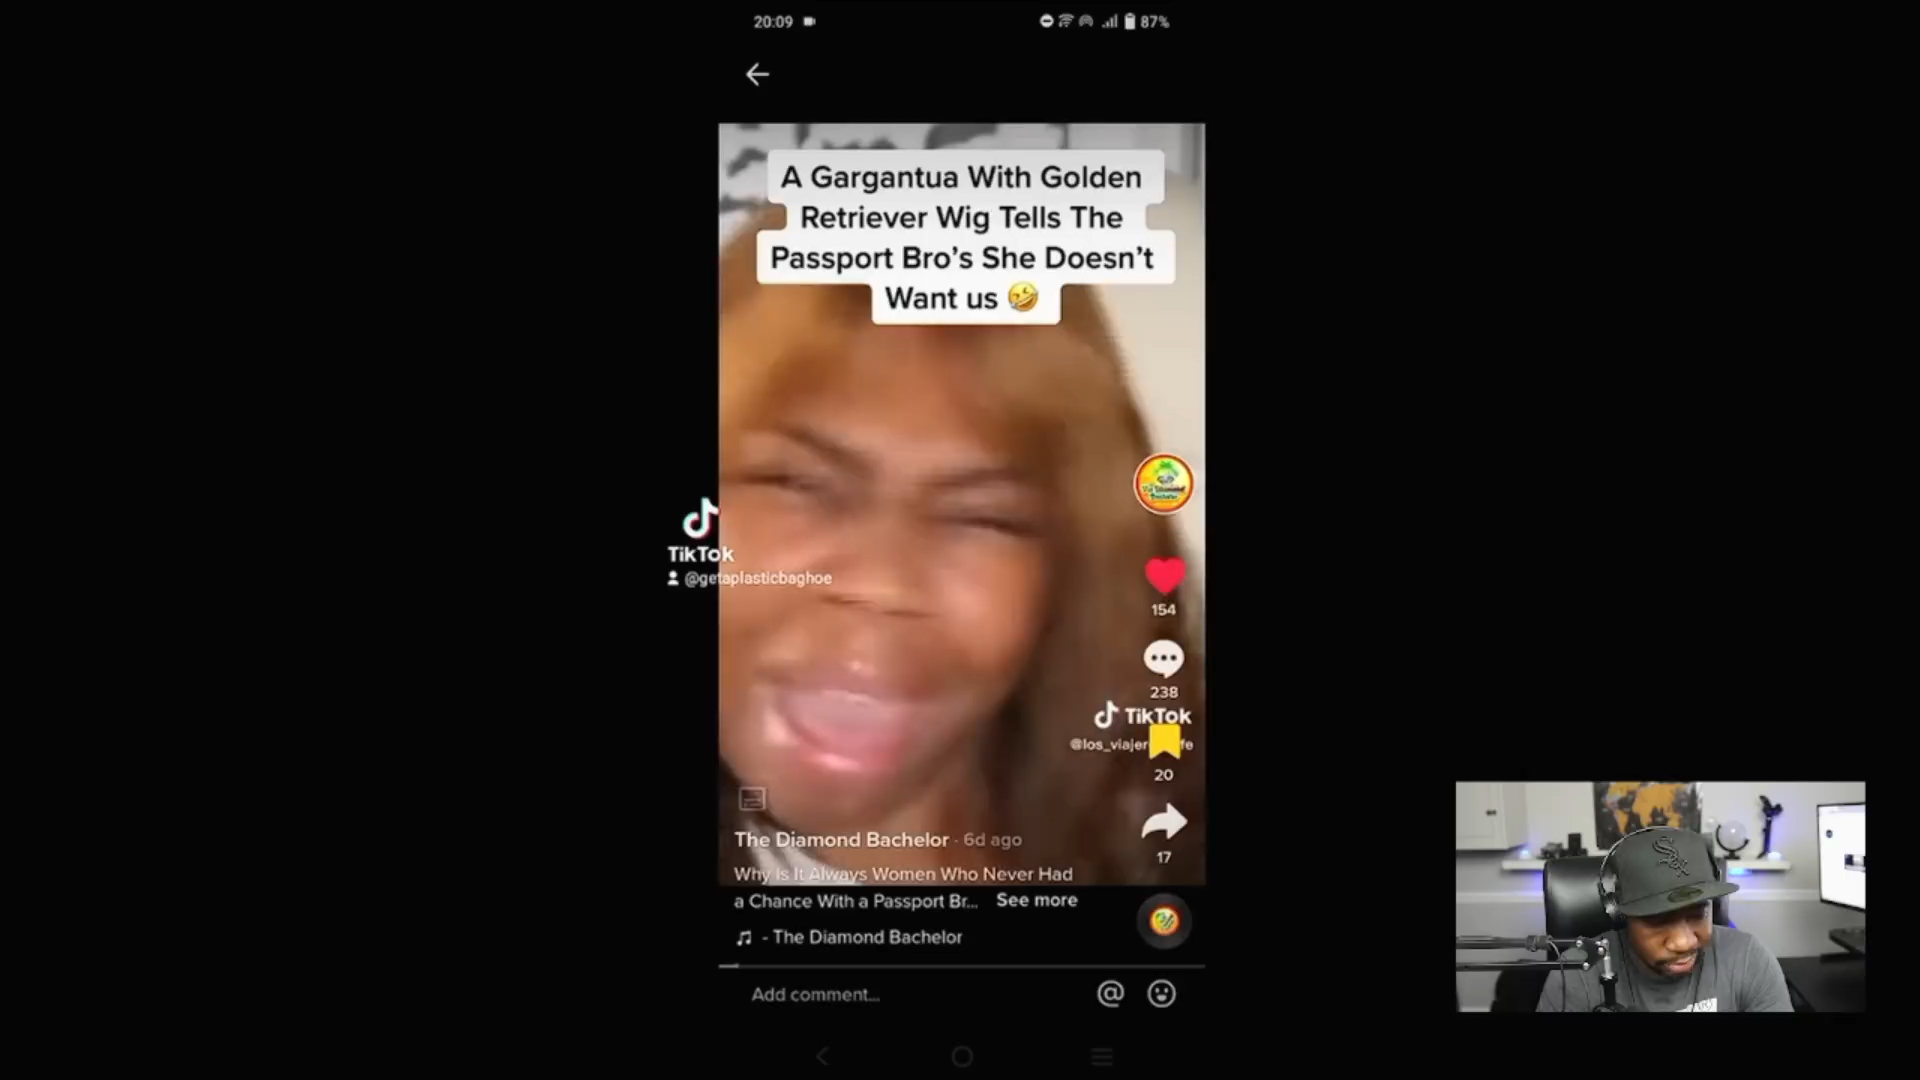 20:09
87%
A Gargantua With Golden
Retriever Wig Tells The
Passport Bro's She Doesn't
Want us 🤣
TikTok
@getaplasticbaghoe
154
238
TikTok
@los_viajer
fe
20
17
The Diamond Bachelor · 6d ago
Why Is It Always Women Who Never Had
a Chance With a Passport Br... See more
- The Diamond Bachelor
Add comment...
@